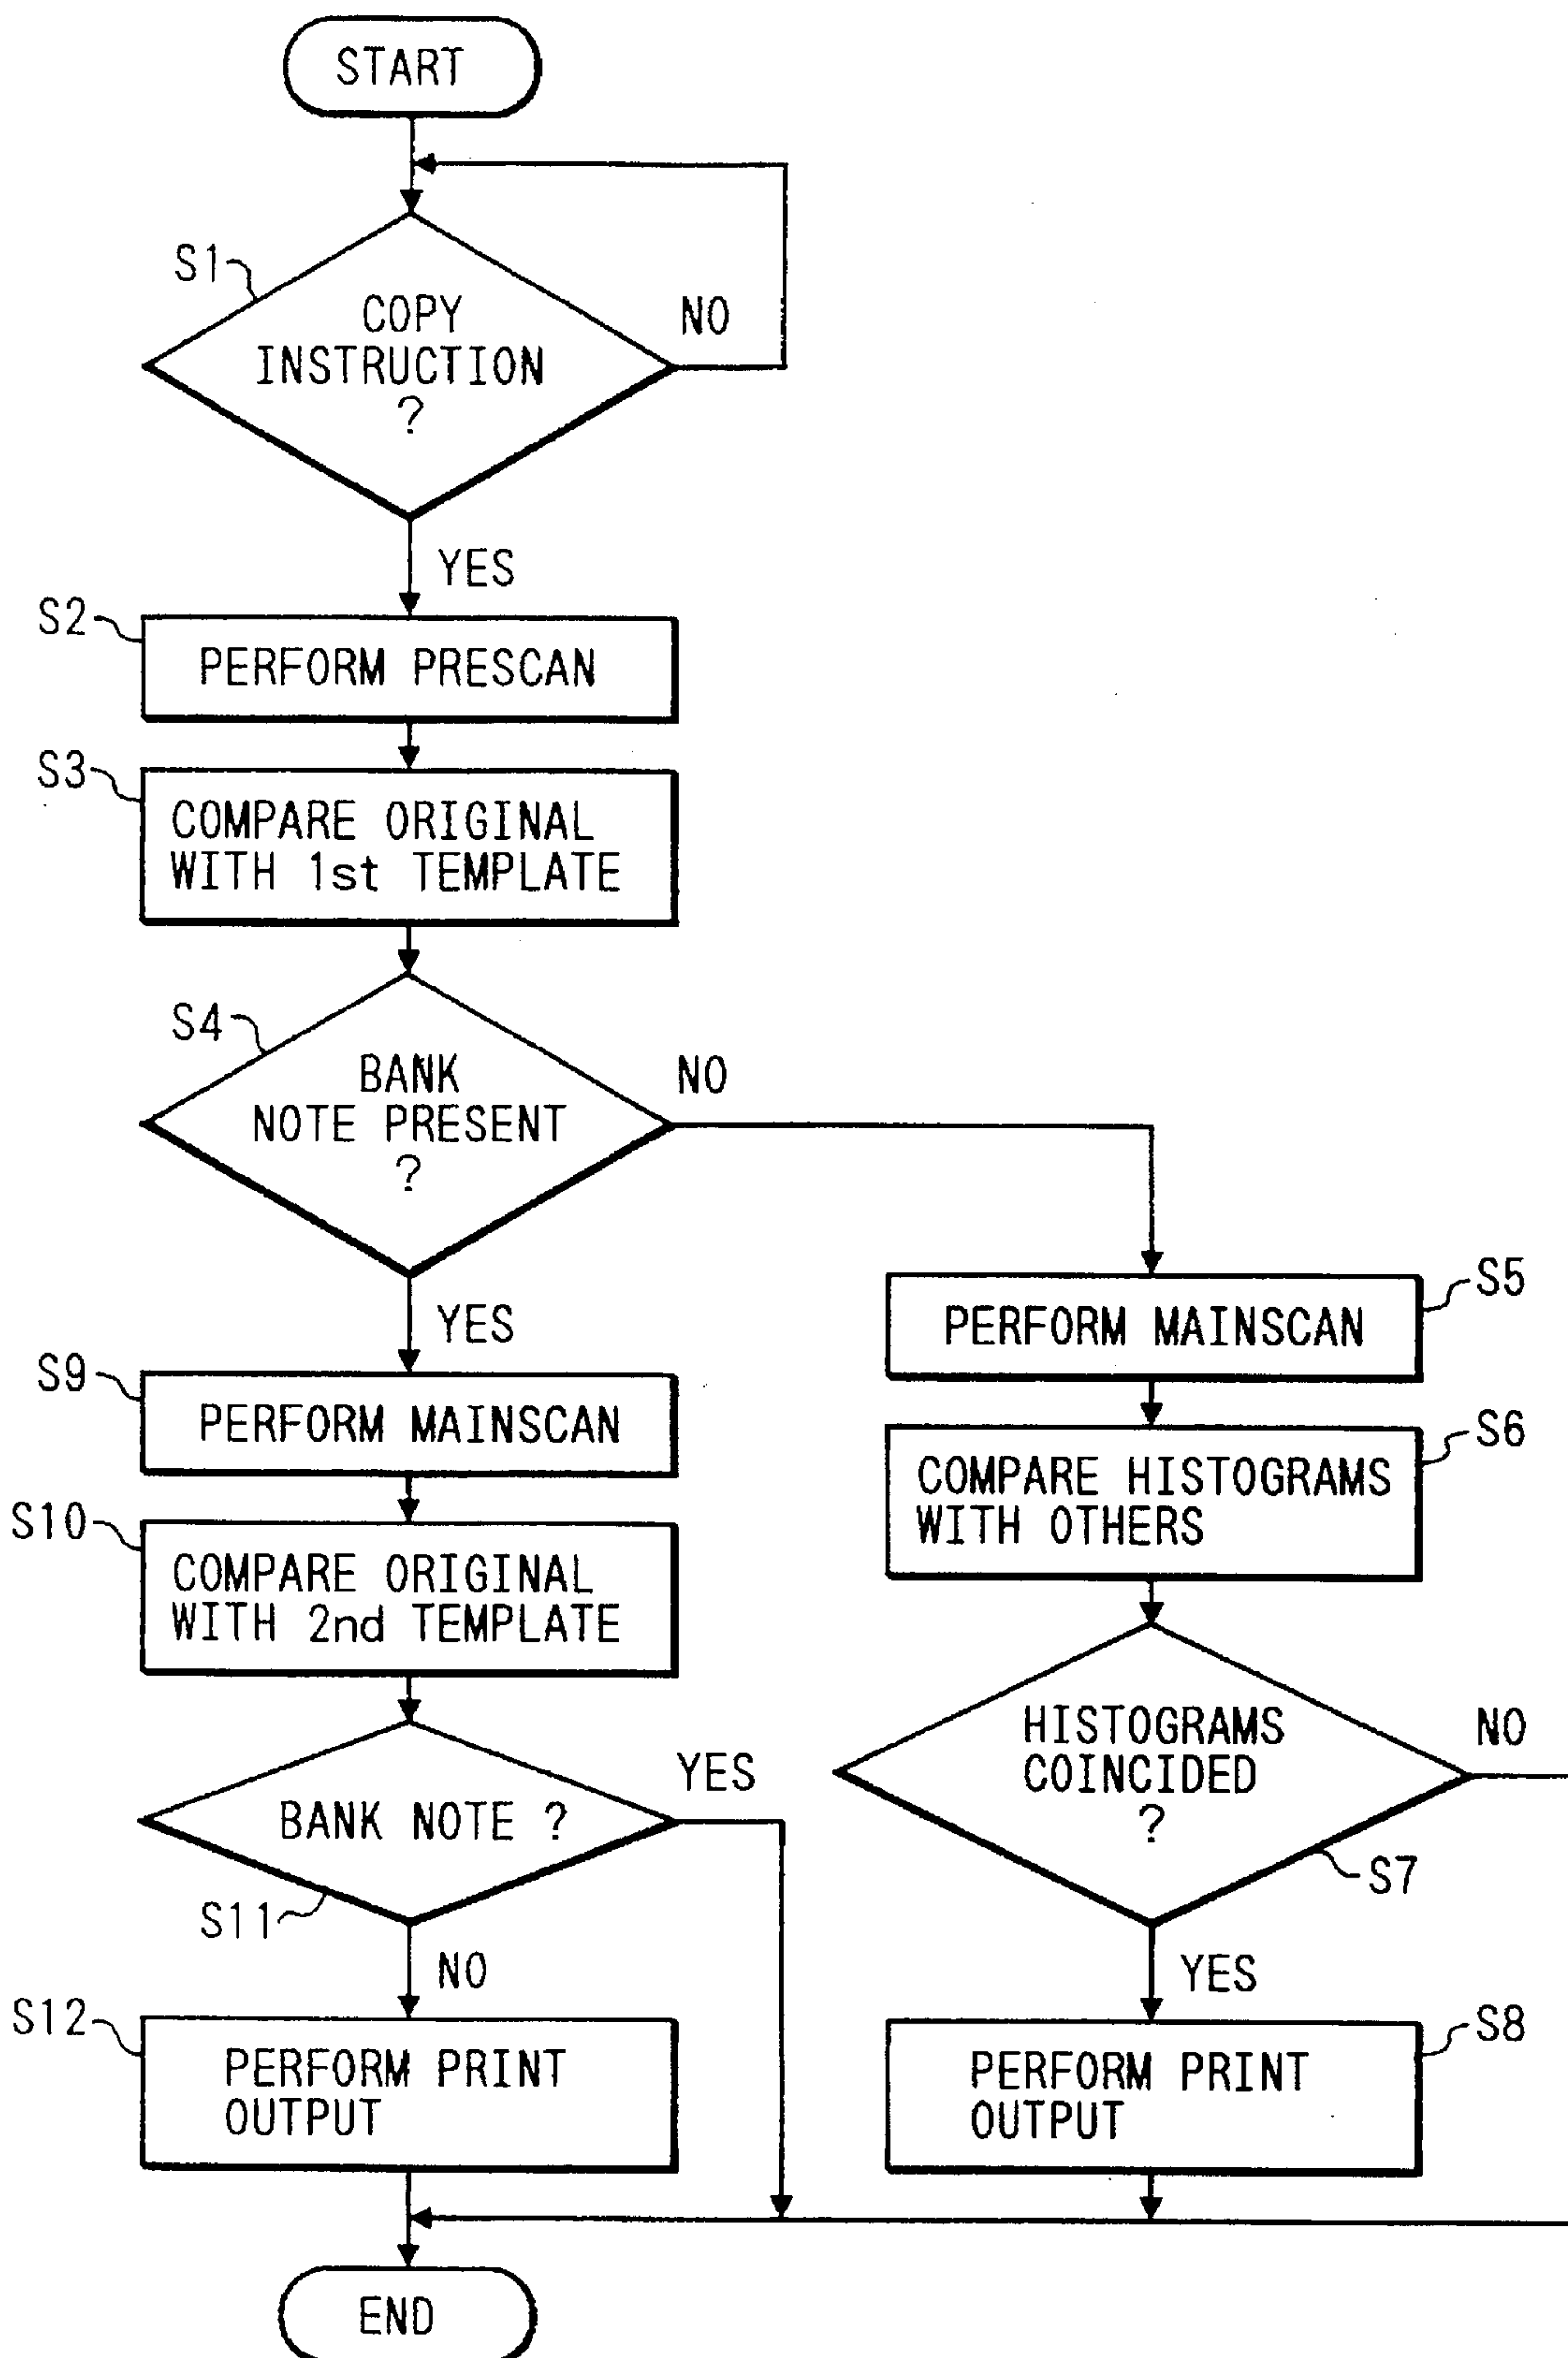 START
S1
COPY
INSTRUCTION
?
NO
YES
S2
PERFORM PRESCAN
S3
COMPARE ORIGINAL
WITH 1st TEMPLATE
S4
BANK
NOTE PRESENT
?
NO
YES
S5
PERFORM MAINSCAN
S6
COMPARE HISTOGRAMS
WITH OTHERS
HISTOGRAMS
COINCIDED
?
NO
S7
YES
S8
PERFORM PRINT
OUTPUT
S9
PERFORM MAINSCAN
S10
COMPARE ORIGINAL
WITH 2nd TEMPLATE
BANK NOTE ?
YES
S11
NO
S12
PERFORM PRINT
OUTPUT
END